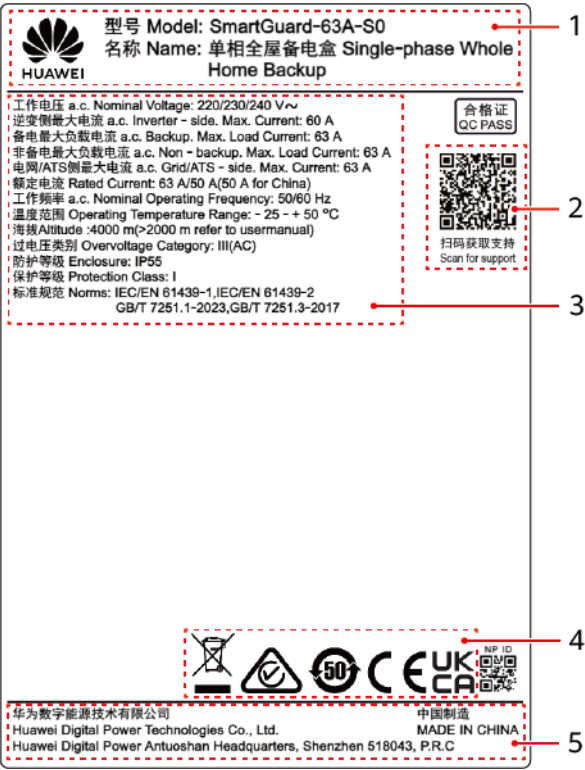 型号 Model: SmartGuard-63A-S0
名称 Name: 单相全屋备电盒 Single-phase Whole
Home Backup
HUAWEI
1
工作电压 a.c. Nominal Voltage: 220/230/240 V~
逆变侧最大电流 a.c. Inverter - side. Max. Current: 60 A
备电最大负载电流 a.c. Backup. Max. Load Current: 63 A
非备电最大负载电流 a.c. Non - backup. Max. Load Current: 63 A
电网/ATS侧最大电流 a.c. Grid/ATS - side. Max. Current: 63 A
额定电流 Rated Current: 63 A/50 A(50 A for China)
工作频率 a.c. Nominal Operating Frequency: 50/60 Hz
温度范围 Operating Temperature Range: - 25 - + 50 ºC
海拔Altitude :4000 m(>2000 m refer to usermanual)
过电压类别 Overvoltage Category: III(AC)
防护等级 Enclosure: IP55
保护等级 Protection Class: I
标准规范 Norms: IEC/EN 61439-1,IEC/EN 61439-2
GB/T 7251.1-2023,GB/T 7251.3-2017
合格证
QC PASS
扫码获取支持
Scan for support
2
3
50
CE
UK
CA
NP ID
4
华为数字能源技术有限公司
中国制造
Huawei Digital Power Technologies Co., Ltd.
MADE IN CHINA
Huawei Digital Power Antuoshan Headquarters, Shenzhen 518043, P.R.C
5